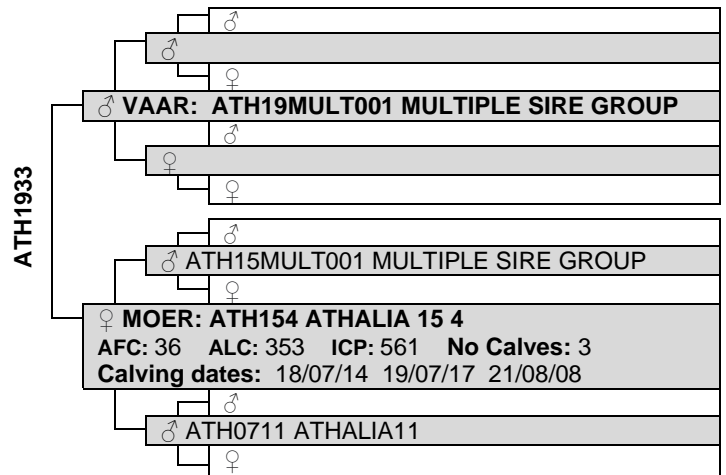 ♂
♂
♀
♂ VAAR: ATH19MULT001 MULTIPLE SIRE GROUP
♂
♀
♀
ATH1933
♂
♂ ATH15MULT001 MULTIPLE SIRE GROUP
♀
♀ MOER: ATH154 ATHALIA 15 4
AFC: 36 ALC: 353 ICP: 561 No Calves: 3
Calving dates: 18/07/14 19/07/17 21/08/08
♂
♂ ATH0711 ATHALIA11
♀